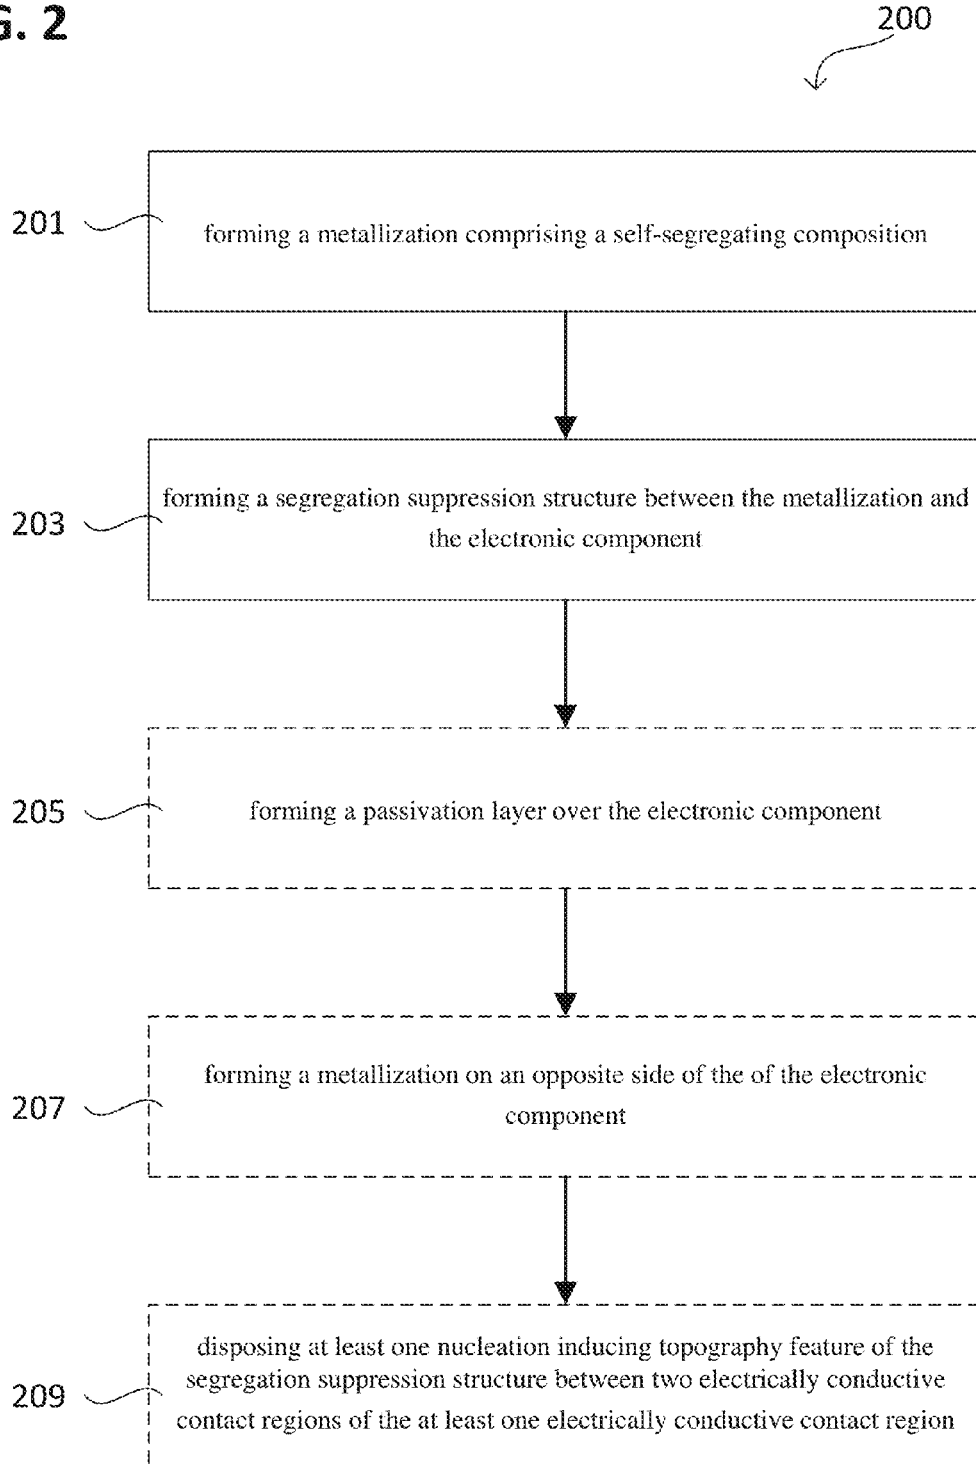 G. 2
200
201
forming a metallization comprising a self-segregating composition
203
forming a segregation suppression structure between the metallization and
the electronic component
205
forming a passivation layer over the electronic component
207
forming a metallization on an opposite side of the of the electronic
component
209
disposing at least one nucleation inducing topography feature of the
segregation suppression structure between two electrically conductive
contact regions of the at least one electrically conductive contact region